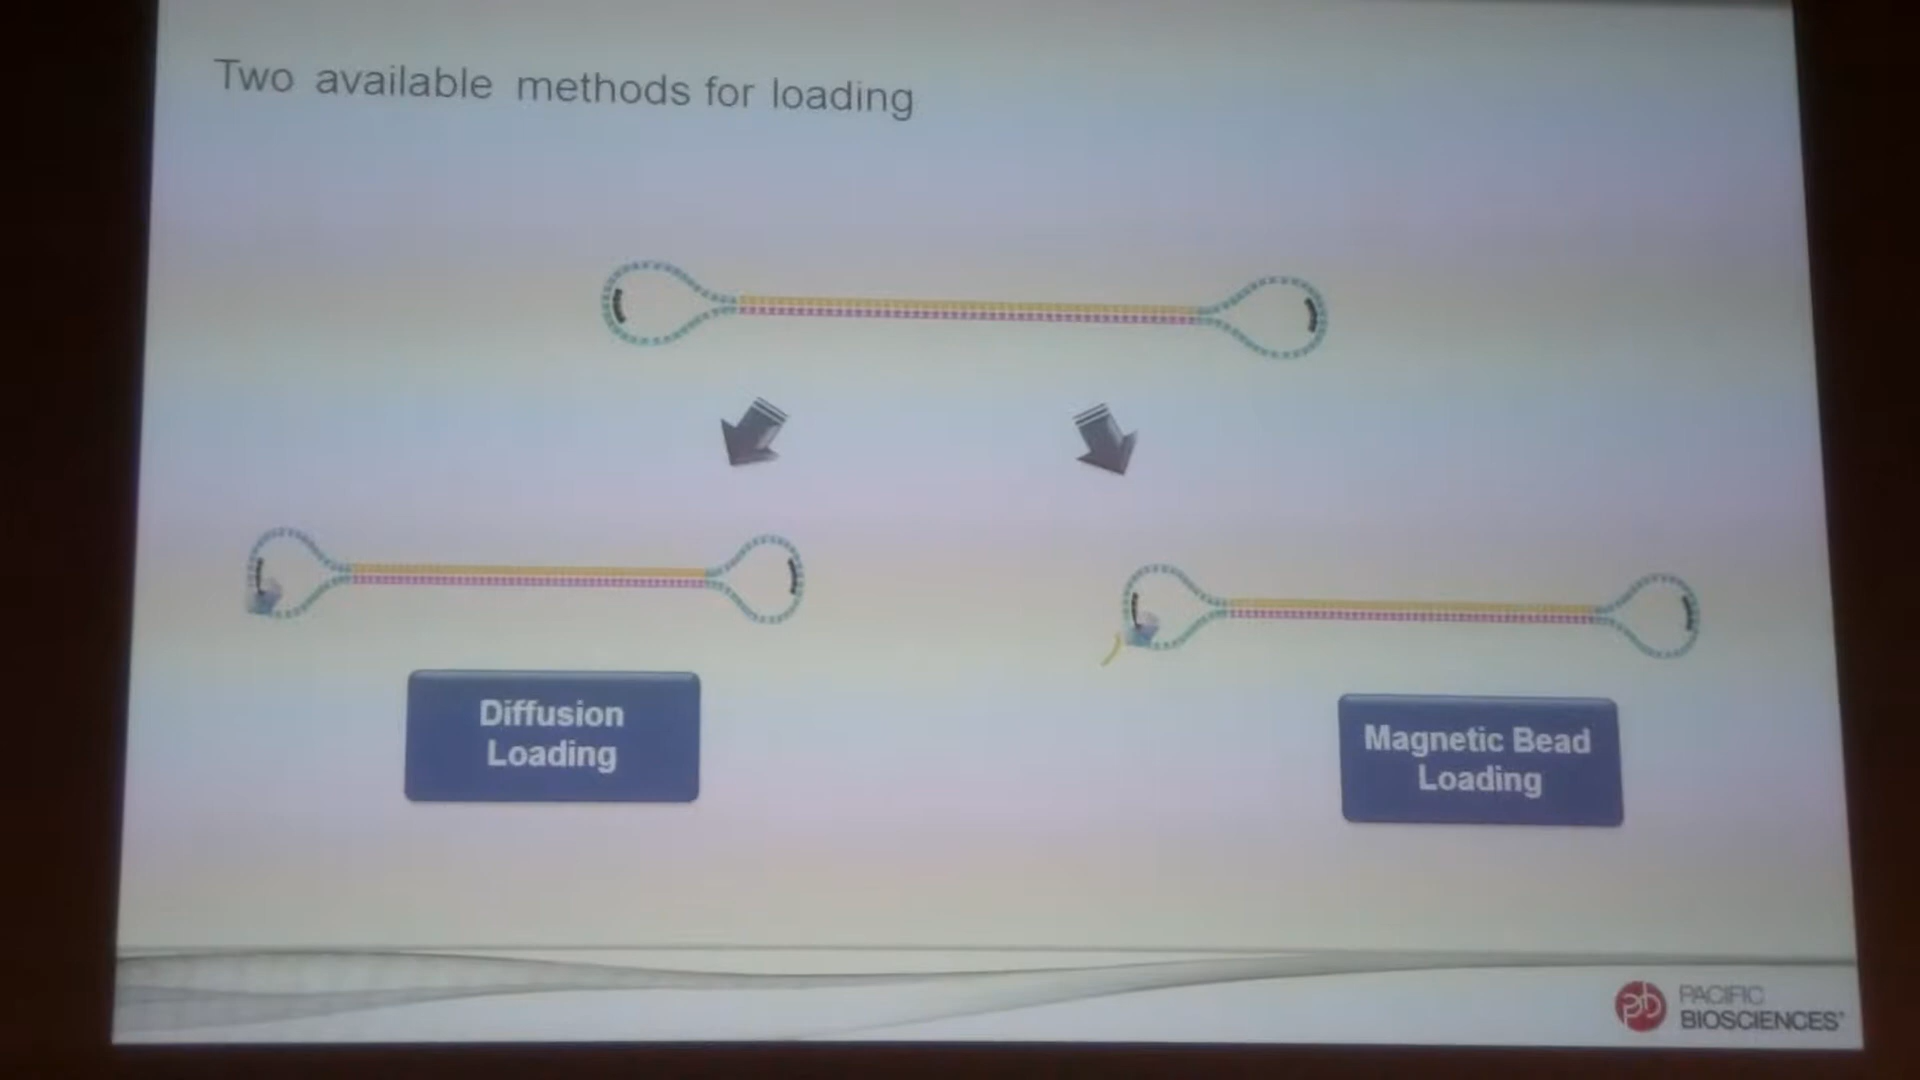 Two available methods for loading
Diffusion
Loading
Magnetic Bead
Loading
PACIFIC
BIOSCIENCES